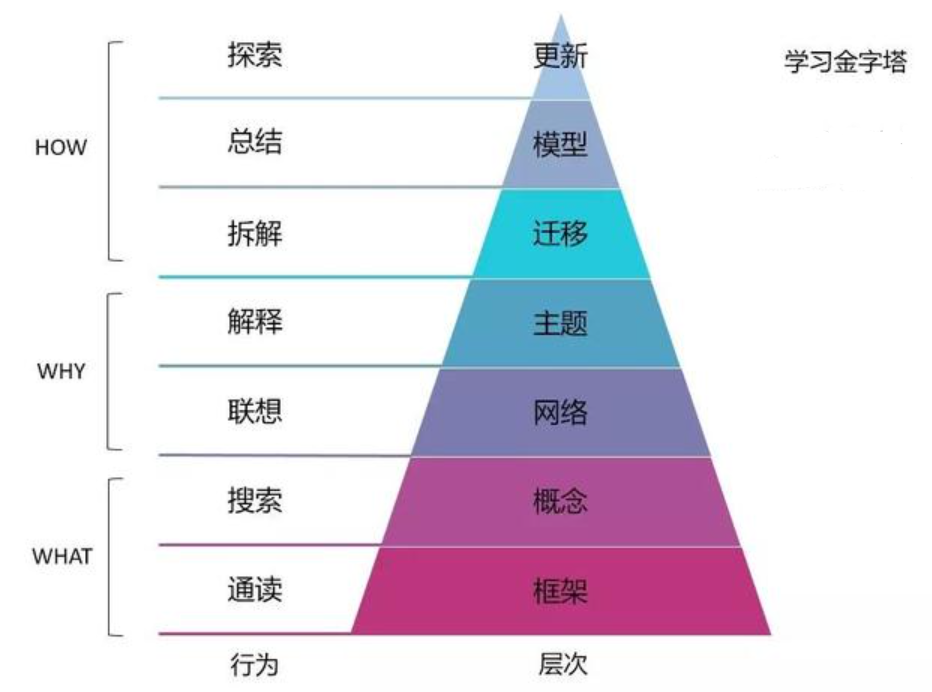 学习金字塔
探索 更新
HOW 总结 模型
拆解 迁移
解释 主题
WHY
联想 网络
搜索 概念
WHAT
通读 框架
行为 层次